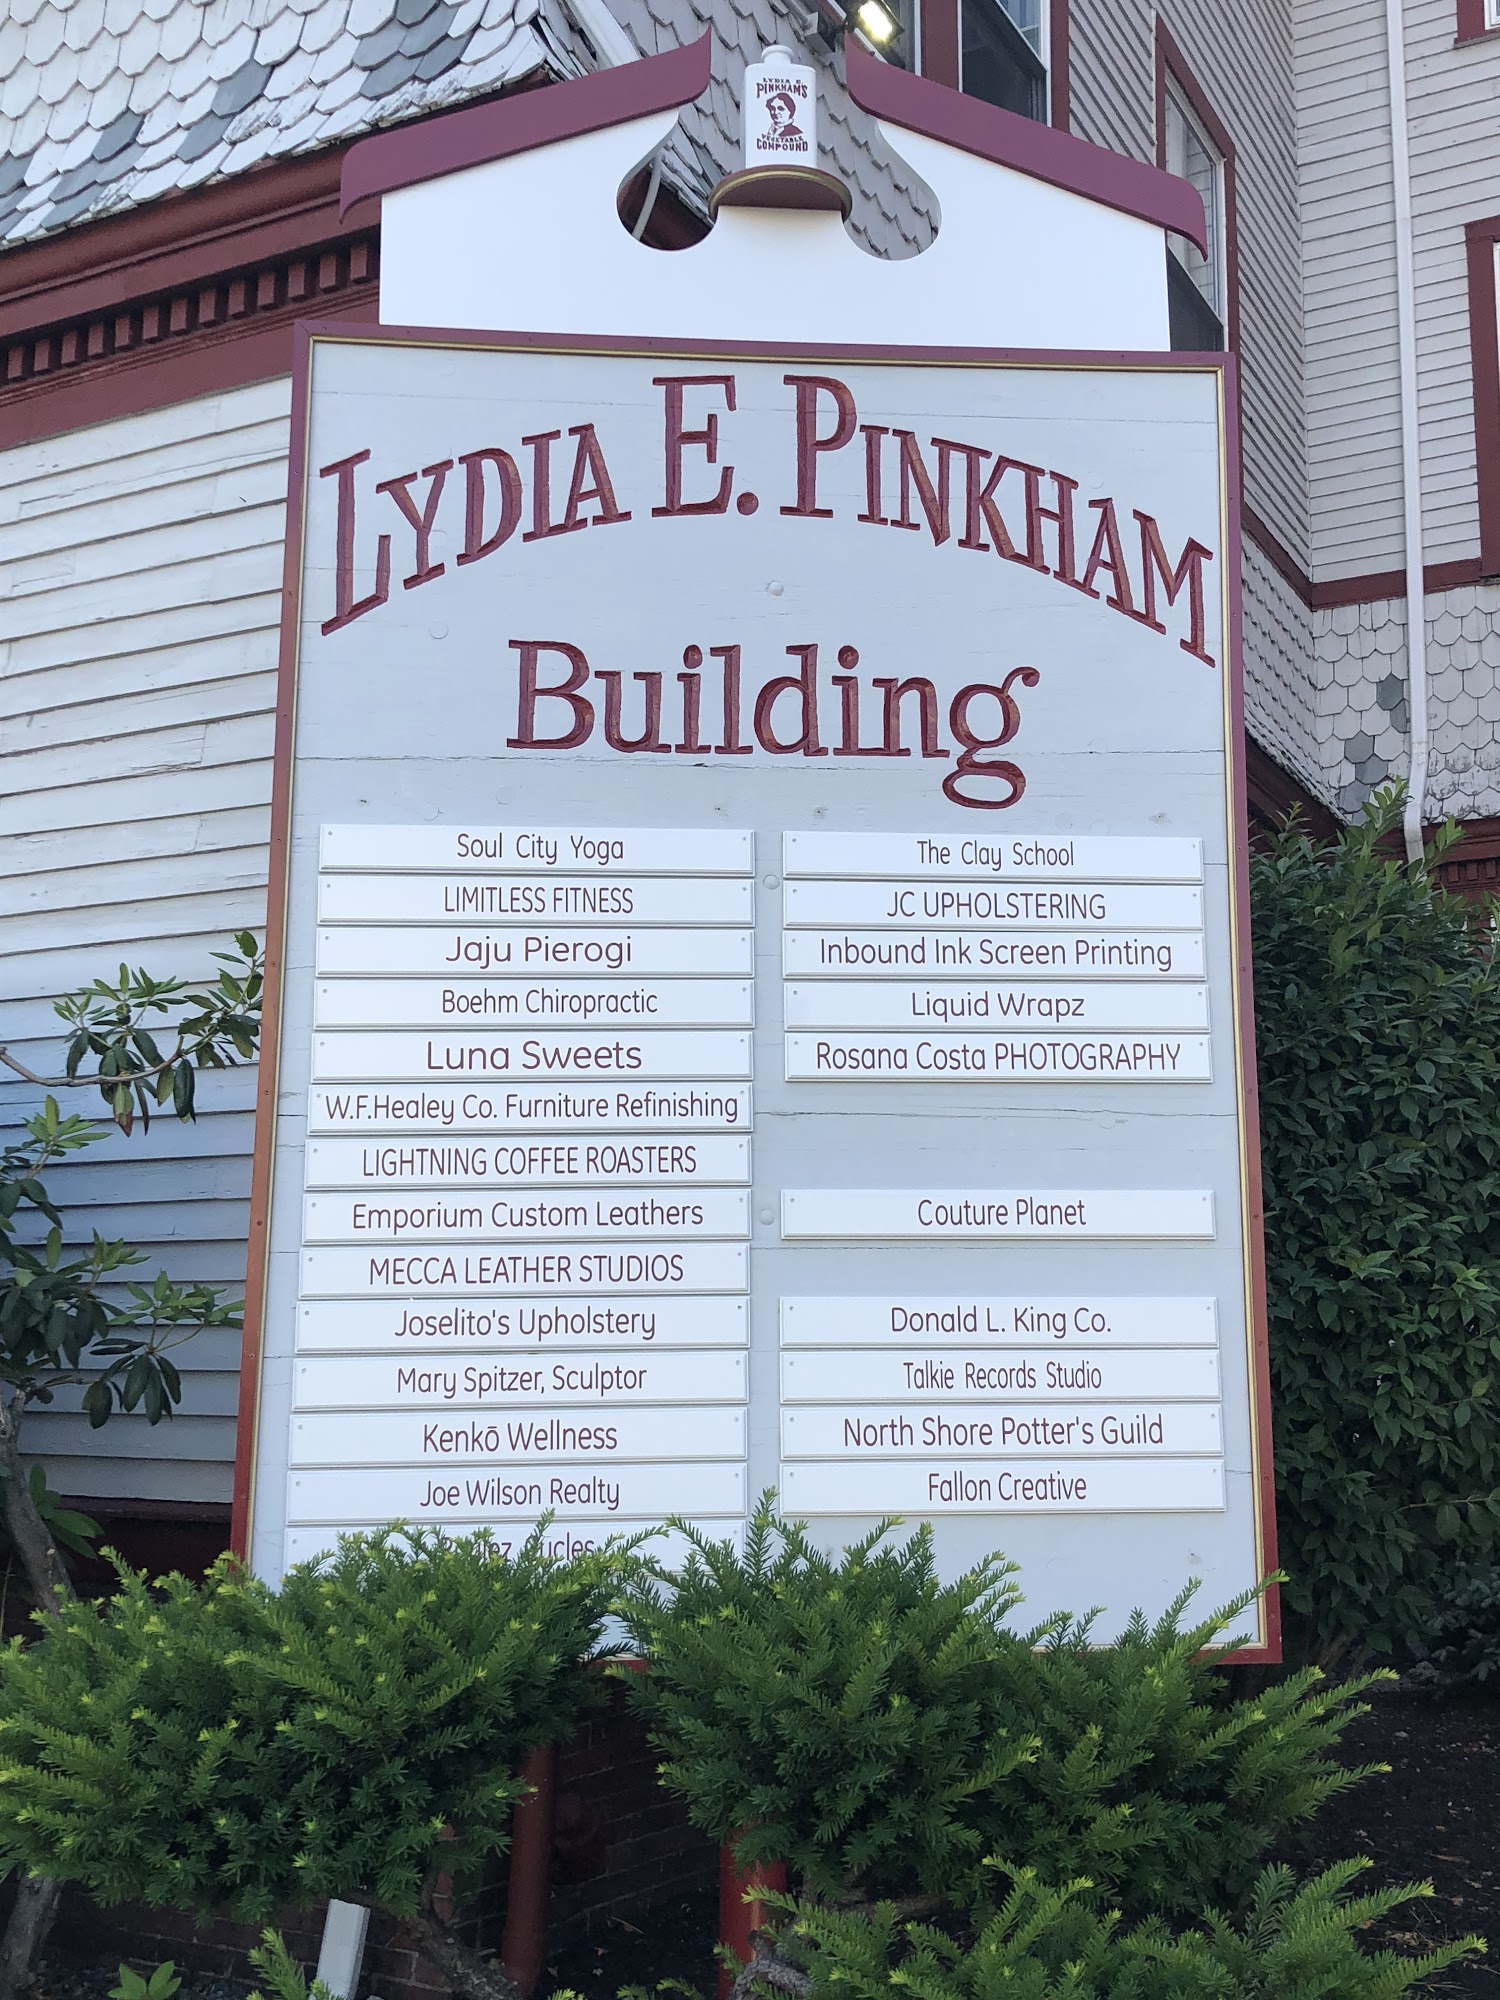 LYDIA E.
PINKHAM'S
VEGETABLE
COMPOUND
LYDIA E. PINKHAM
Building
Soul City Yoga
LIMITLESS FITNESS
Jaju Pierogi
Boehm Chiropractic
Luna Sweets
W.F.Healey Co. Furniture Refinishing
LIGHTNING COFFEE ROASTERS
Emporium Custom Leathers
MECCA LEATHER STUDIOS
Joselito's Upholstery
Mary Spitzer, Sculptor
Kenkō Wellness
Joe Wilson Realty
Cycles
The Clay School
JC UPHOLSTERING
Inbound Ink Screen Printing
Liquid Wrapz
Rosana Costa PHOTOGRAPHY
Couture Planet
Donald L. King Co.
Talkie Records Studio
North Shore Potter's Guild
Fallon Creative